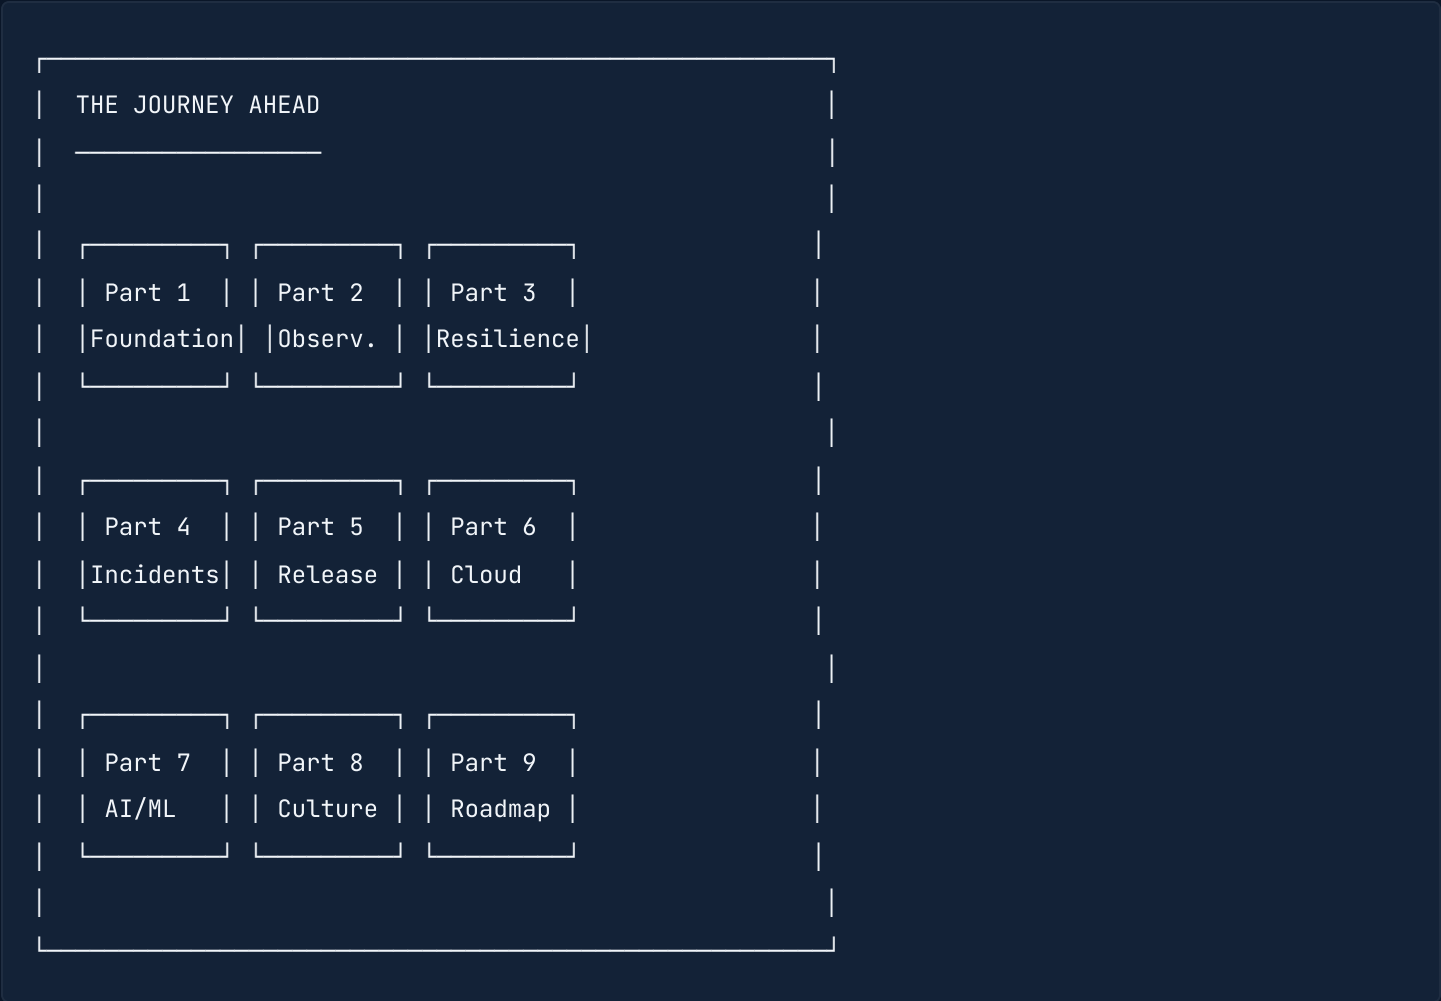 THE JOURNEY AHEAD
Part 1 Part 2 Part 3
Foundation Observ. Resilience
Part 4 Part 5 Part 6
Incidents Release Cloud
Part 7 Part 8 Part 9
AI/ML Culture Roadmap